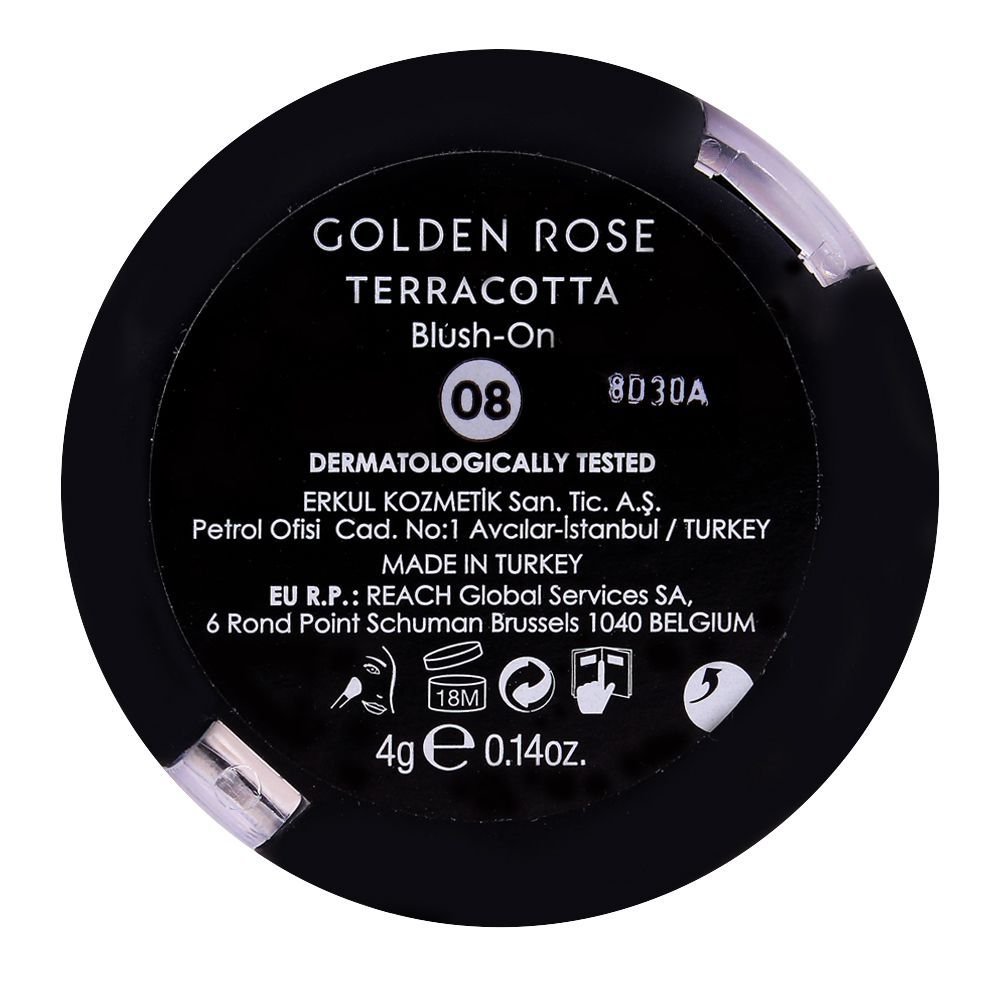 GOLDEN ROSE
TERRACOTTA
Blush-On
08
8D30A
DERMATOLOGICALLY TESTED
ERKUL KOZMETİK San. Tic. A.Ş.
Petrol Ofisi Cad. No:1 Avcılar-İstanbul / TURKEY
MADE IN TURKEY
EU R.P.: REACH Global Services SA,
6 Rond Point Schuman Brussels 1040 BELGIUM
18M
4g e 0.14oz.